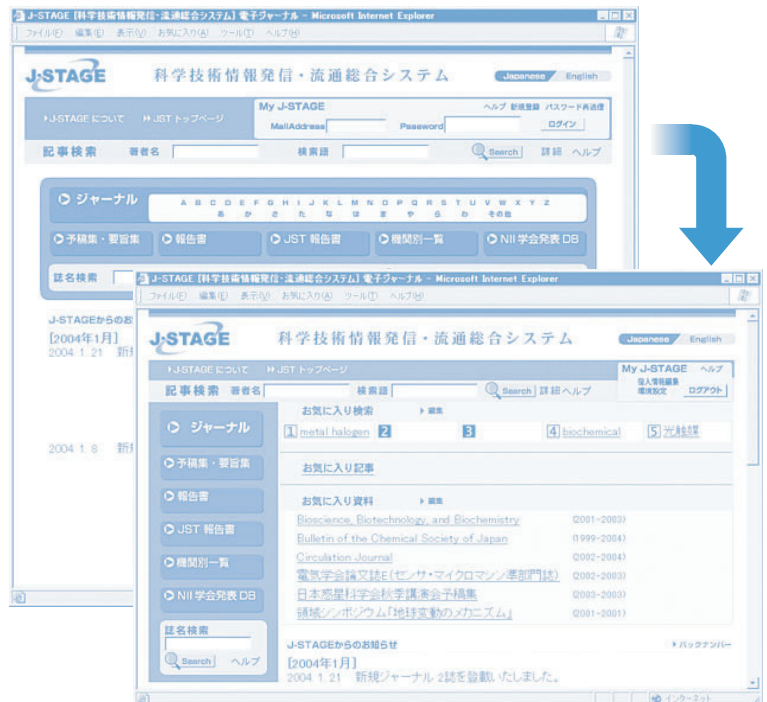 J-STAGE【科学技術情報発信・流通総合システム】電子ジャーナル - Microsoft Internet Explorer
ファイル(F) 編集(E) 表示(V) お気に入り(A) ツール(T) ヘルプ(H)
J-STAGE 科学技術情報発信・流通総合システム Japanese English
J-STAGE について JST トップページ
My J-STAGE ヘルプ 新規登録 パスワード再送信
MailAddress Password ログイン
記事検索 著者名 検索語 Search 詳細 ヘルプ
ジャーナル
A B C D E F G H I J K L M N O P Q R S T U V W X Y Z
あ か さ た な は ま や ら わ その他
予稿集・要旨集 報告書 JST 報告書 機関別一覧 NII 学会発表 DB
誌名検索
J-STAGEからのお
[2004年1月]
2004 1.21 新規
2004 1 8 新規
J-STAGE【科学技術情報発信・流通総合システム】電子ジャーナル - Microsoft Internet Explorer
ファイル(F) 編集(E) 表示(V) お気に入り(A) ツール(T) ヘルプ(H)
J-STAGE 科学技術情報発信・流通総合システム Japanese English
J-STAGE について JST トップページ
My J-STAGE ヘルプ
個人情報編集
環境設定 ログアウト
記事検索 著者名 検索語 Search 詳細 ヘルプ
ジャーナル
予稿集・要旨集
報告書
JST 報告書
機関別一覧
NII 学会発表 DB
誌名検索
Search ヘルプ
お気に入り検索 編集
1 metal halogen 2 3 4 biochemical 5 光触媒
お気に入り記事
お気に入り資料 編集
Bioscience, Biotechnology, and Biochemistry (2001-2003)
Bulletin of the Chemical Society of Japan (1999-2004)
Circulation Journal (2002-2004)
電気学会論文誌E(センサ・マイクロマシン準部門誌) (2002-2003)
日本惑星科学会秋季講演会予稿集 (2003-2003)
領域シンポジウム「地球変動のメカニズム」 (2001-2001)
J-STAGEからのお知らせ バックナンバー
[2004年1月]
2004 1.21 新規ジャーナル 2誌を登載いたしました。
インターネット